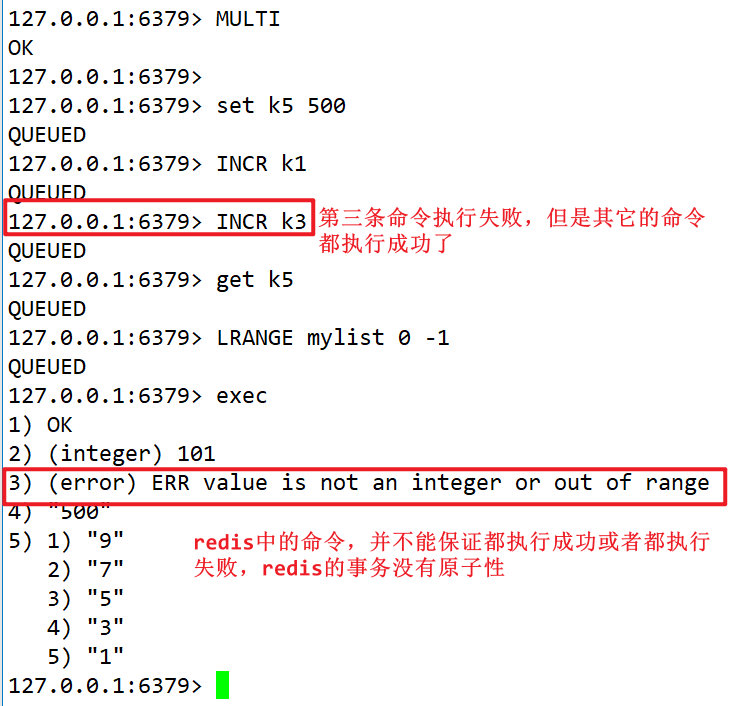 127.0.0.1:6379> MULTI
OK
127.0.0.1:6379>
127.0.0.1:6379> set k5 500
QUEUED
127.0.0.1:6379> INCR k1
QUEUED
127.0.0.1:6379> INCR k3
第三条命令执行失败，但是其它的命令
都执行成功了
QUEUED
127.0.0.1:6379> get k5
QUEUED
127.0.0.1:6379> LRANGE mylist 0 -1
QUEUED
127.0.0.1:6379> exec
1) OK
2) (integer) 101
3) (error) ERR value is not an integer or out of range
4) "500"
5) 1) "9"
2) "7"
3) "5"
4) "3"
5) "1"
redis中的命令，并不能保证都执行成功或者都执行
失败，redis的事务没有原子性
127.0.0.1:6379>